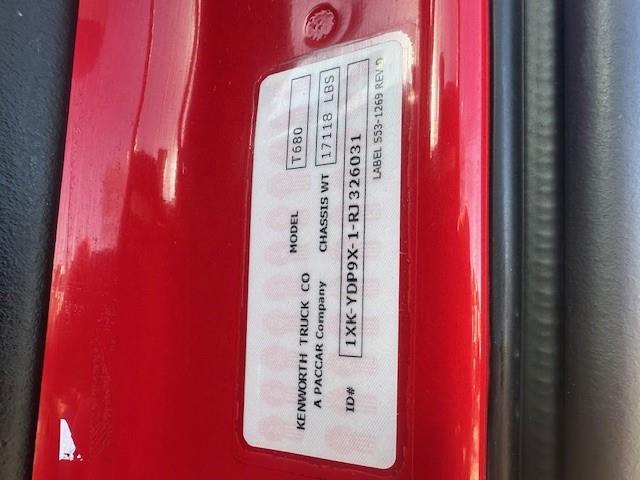 KENWORTH TRUCK CO MODEL T680
A PACCAR Company CHASSIS WT 17118 LBS
ID# 1XK-YDP9X-1-RJ326031
LABEL S53-1269 REV D